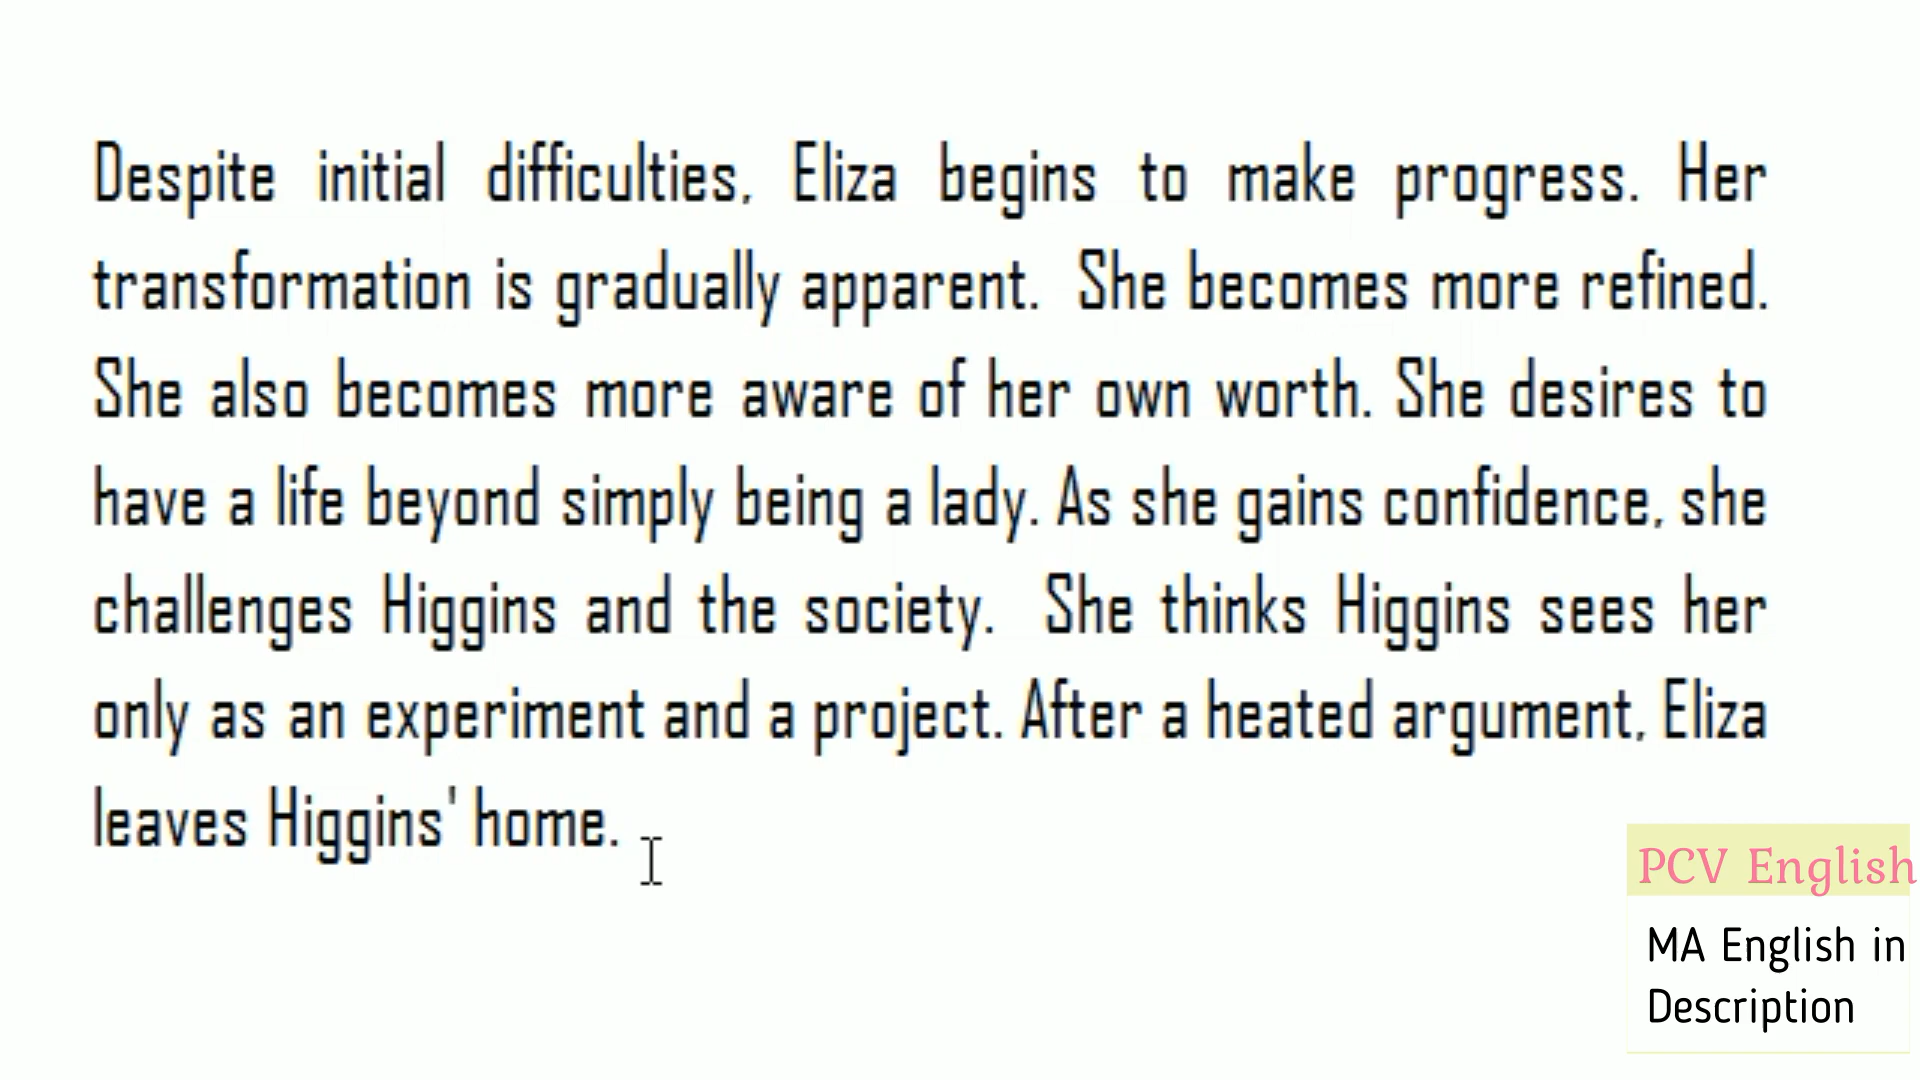 Despite initial difficulties, Eliza begins to make progress. Her
transformation is gradually apparent. She becomes more refined.
She also becomes more aware of her own worth. She desires to
have a life beyond simply being a lady. As she gains confidence, she
challenges Higgins and the society. She thinks Higgins sees her
only as an experiment and a project. After a heated argument, Eliza
leaves Higgins' home.
PCV English
MA English in
Description